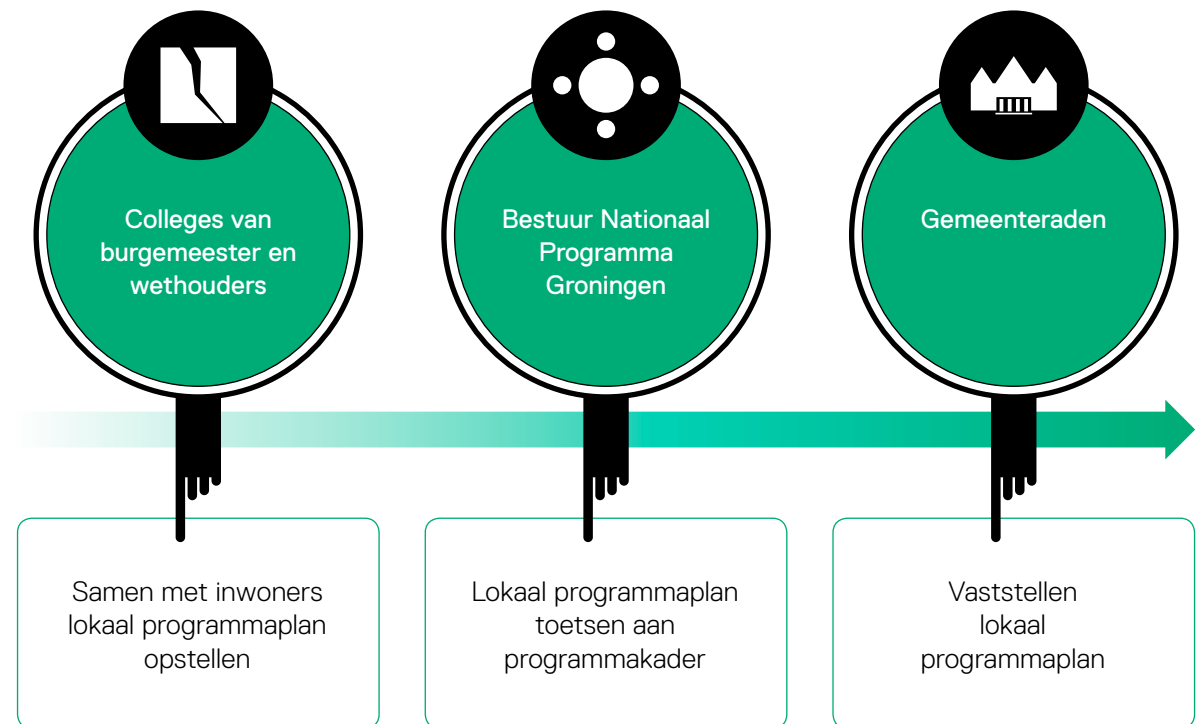 Colleges van
burgemeester en
wethouders
Bestuur Nationaal
Programma
Groningen
Gemeenteraden
Samen met inwoners
lokaal programmaplan
opstellen
Lokaal programmaplan
toetsen aan
programmakader
Vaststellen
lokaal
programmaplan